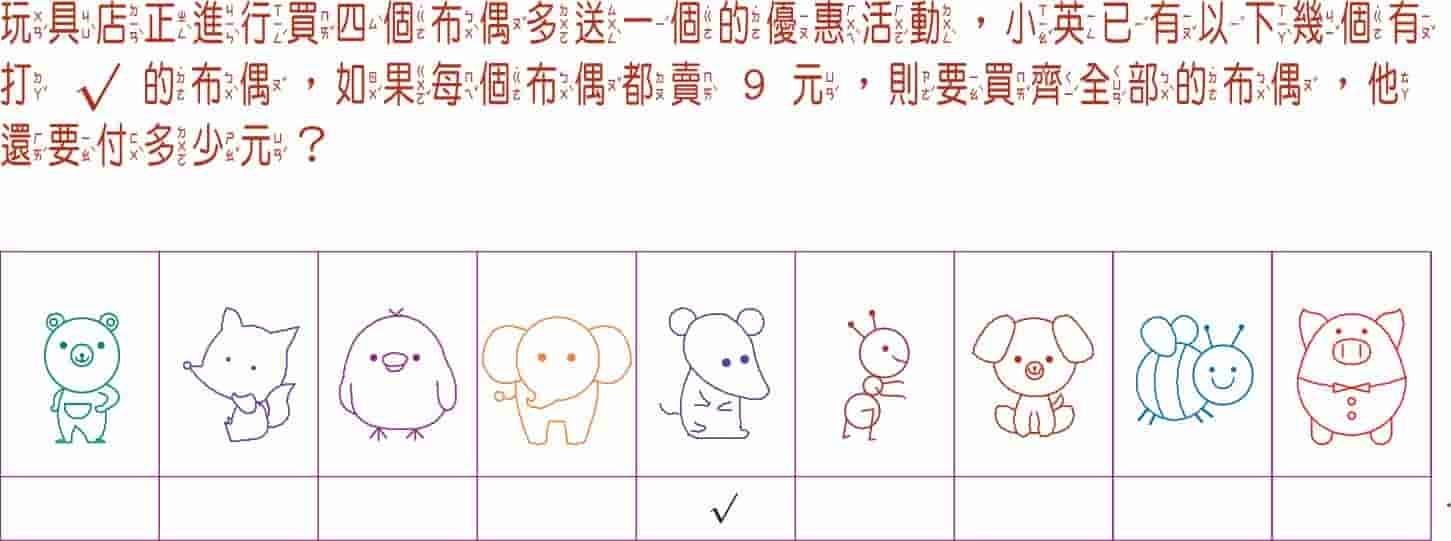 玩具店正進行買四個布偶多送一個的優惠活動，小英已有以下幾個有
打 √ 的布偶，如果每個布偶都賣 9 元，則要買齊全部的布偶，他
還要付多少元？
√